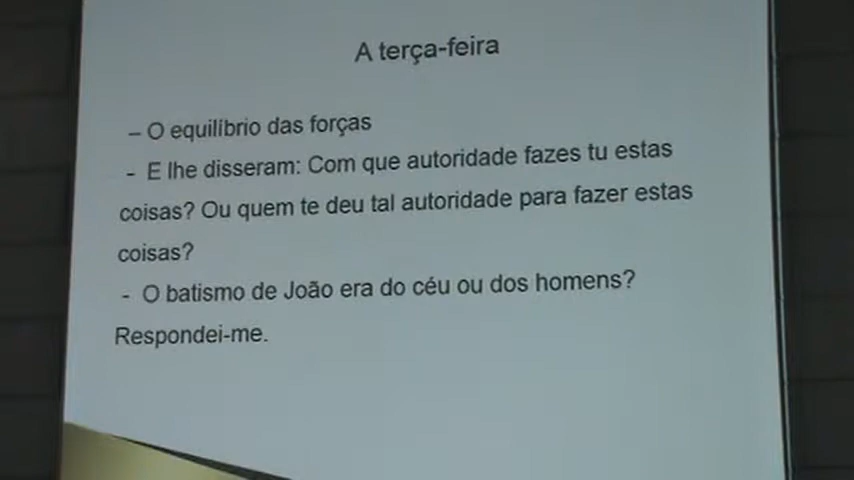 A terça-feira
– O equilíbrio das forças
- E lhe disseram: Com que autoridade fazes tu estas
coisas? Ou quem te deu tal autoridade para fazer estas
coisas?
- O batismo de João era do céu ou dos homens?
Respondei-me.